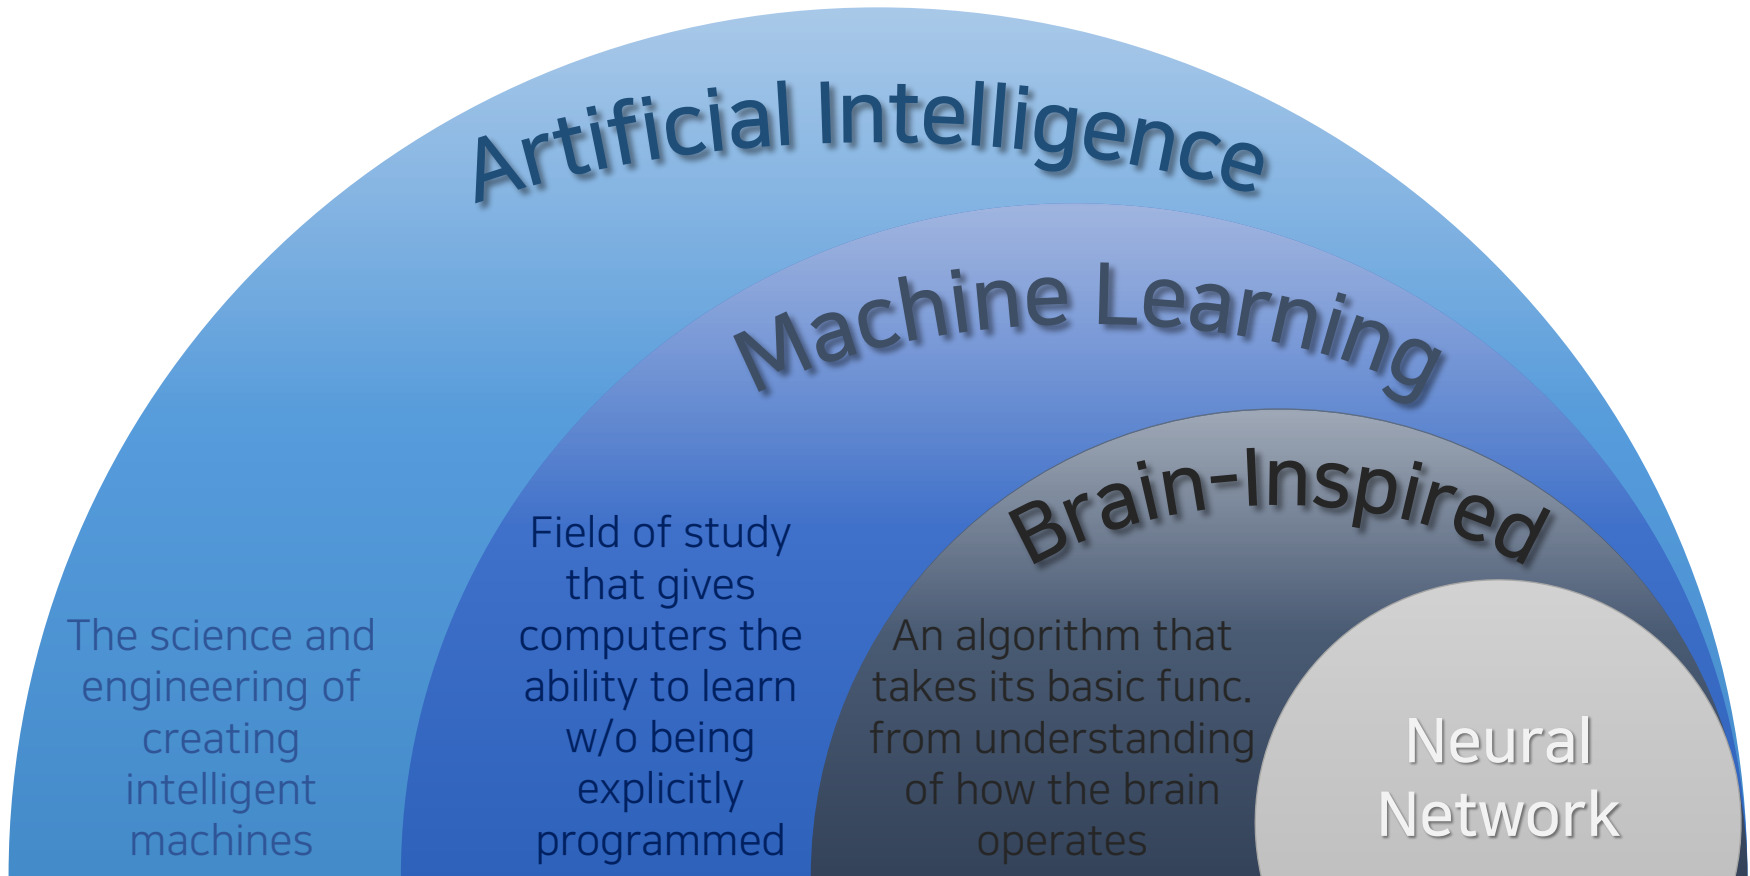 Artificial Intelligence
Machine Learning
Brain-Inspired
The science and
engineering of
creating
intelligent
machines
Field of study
that gives
computers the
ability to learn
w/o being
explicitly
programmed
An algorithm that
takes its basic func.
from understanding
of how the brain
operates
Neural
Network